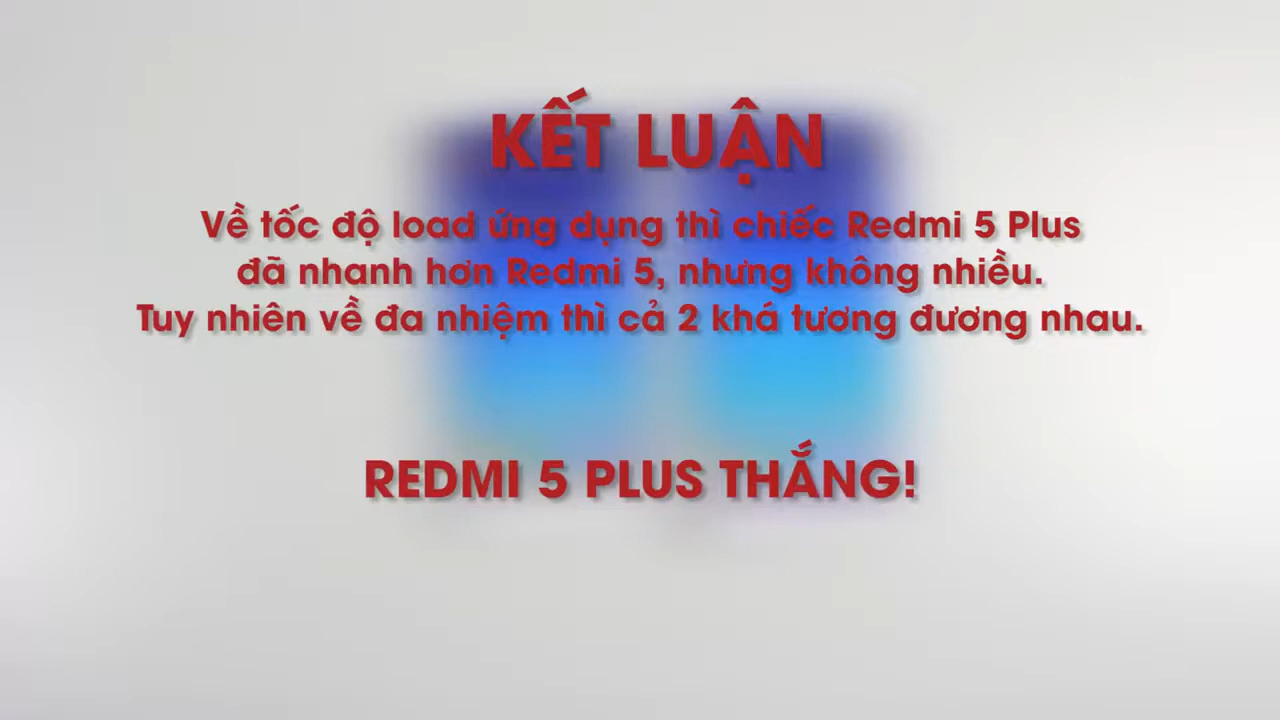 KẾT LUẬN
Về tốc độ load ứng dụng thì chiếc Redmi 5 Plus
đã nhanh hơn Redmi 5, nhưng không nhiều.
Tuy nhiên về đa nhiệm thì cả 2 khá tương đương nhau.
REDMI 5 PLUS THẮNG!